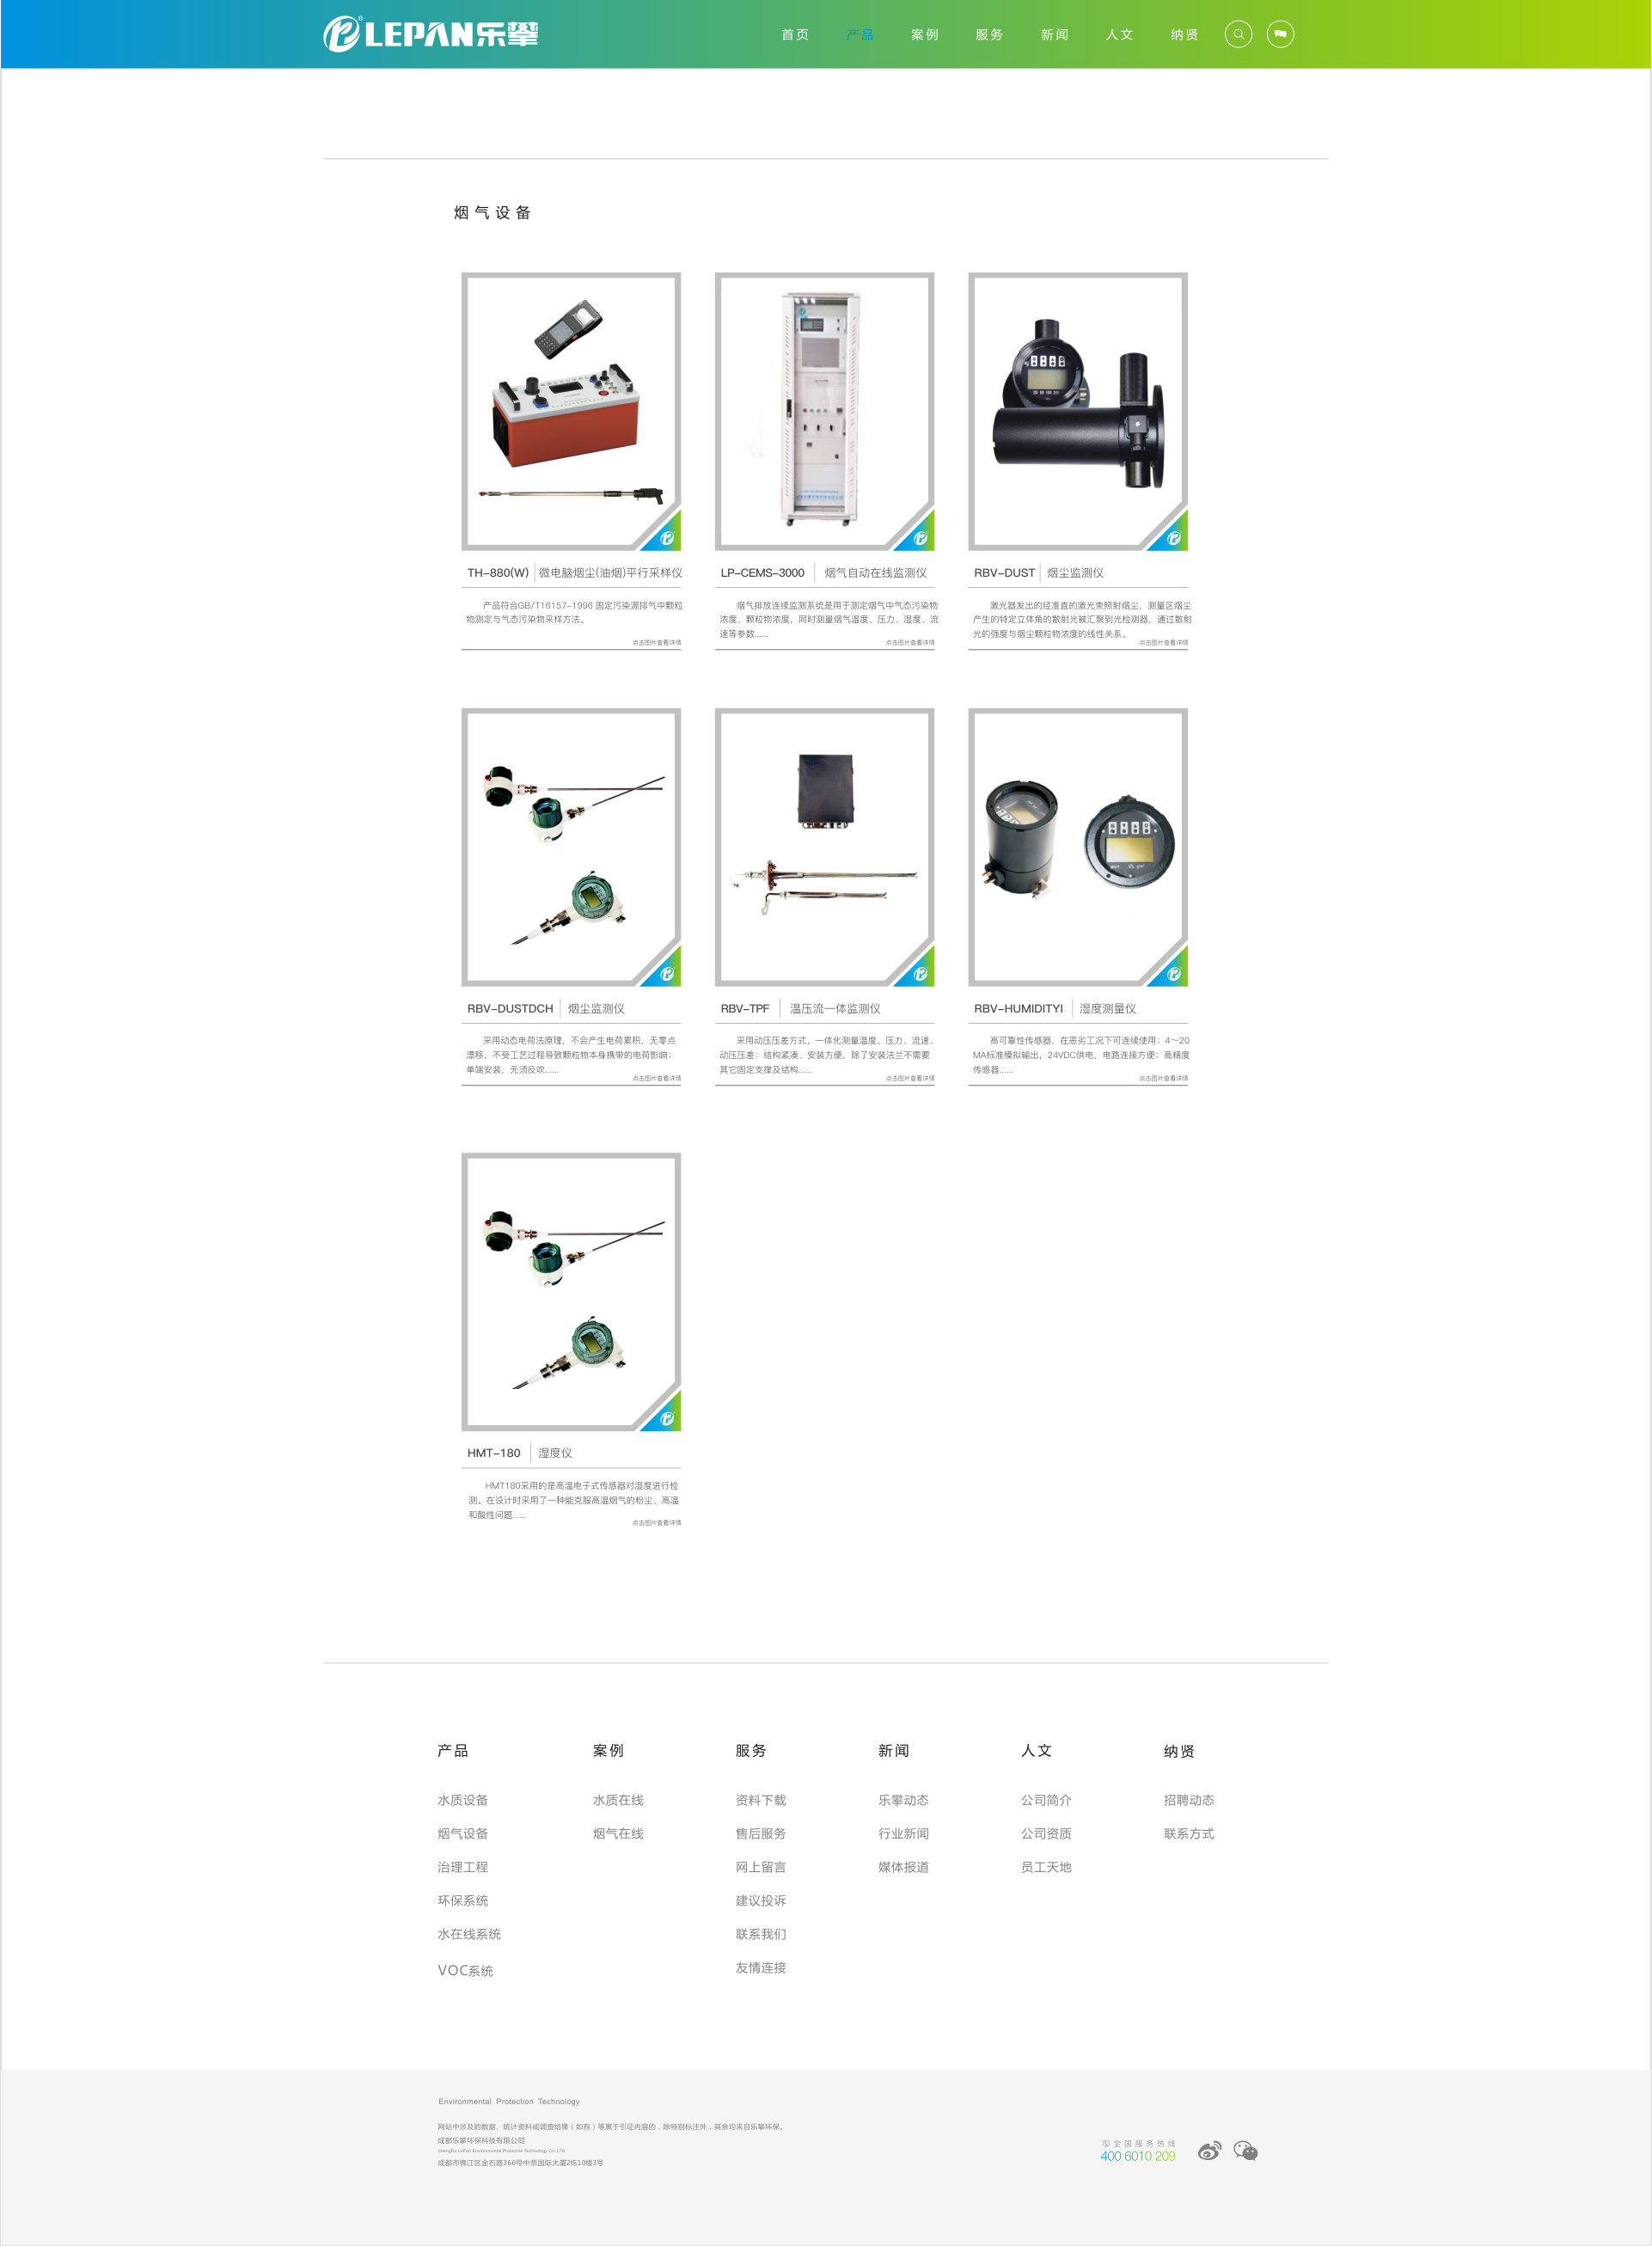 LEPAN乐攀
首页 产品 案例 服务 新闻 人文 纳贤
烟气设备
TH-880(W) 微电脑烟尘(油烟)平行采样仪
产品符合GB/T16157-1996 固定污染源排气中颗粒
物测定与气态污染物采样方法。
点击图片查看详情
LP-CEMS-3000 烟气自动在线监测仪
烟气排放连续监测系统是用于测定烟气中气态污染物
浓度、颗粒物浓度，同时测量烟气温度、压力、湿度、流
速等参数......
点击图片查看详情
RBV-DUST 烟尘监测仪
激光器发出的经准直的激光束照射烟尘，测量区烟尘
产生的特定立体角的散射光被汇聚到光检测器，通过散射
光的强度与烟尘颗粒物浓度的线性关系。
点击图片查看详情
RBV-DUSTDCH 烟尘监测仪
采用动态电荷法原理，不会产生电荷累积，无零点
漂移，不受工艺过程导致颗粒物本身携带的电荷影响；
单端安装，无须反吹......
点击图片查看详情
RBV-TPF 温压流一体监测仪
采用动压压差方式，一体化测量温度、压力、流速、
动压压差：结构紧凑、安装方便，除了安装法兰不需要
其它固定支撑及结构......
点击图片查看详情
RBV-HUMIDITYI 湿度测量仪
高可靠性传感器，在恶劣工况下可连续使用；4～20
MA标准模拟输出，24VDC供电，电路连接方便；高精度
传感器......
点击图片查看详情
HMT-180 湿度仪
HMT180采用的是高温电子式传感器对湿度进行检
测。在设计时采用了一种能克服高温烟气的粉尘、高温
和酸性问题......
点击图片查看详情
产品
水质设备
烟气设备
治理工程
环保系统
水在线系统
VOC系统
案例
水质在线
烟气在线
服务
资料下载
售后服务
网上留言
建议投诉
联系我们
友情连接
新闻
乐攀动态
行业新闻
媒体报道
人文
公司简介
公司资质
员工天地
纳贤
招聘动态
联系方式
Environmental Protection Technology
网站中涉及的数据、统计资料或调查结果（如有）等属于引证内容的，除特别标注外，其余均来自乐攀环保。
成都乐攀环保科技有限公司
ChengDu LePan Environmental Protection Technology Co.,LTD
成都市锦江区金石路366号中鼎国际大厦2栋10楼3号
全国服务热线
400 6010 209